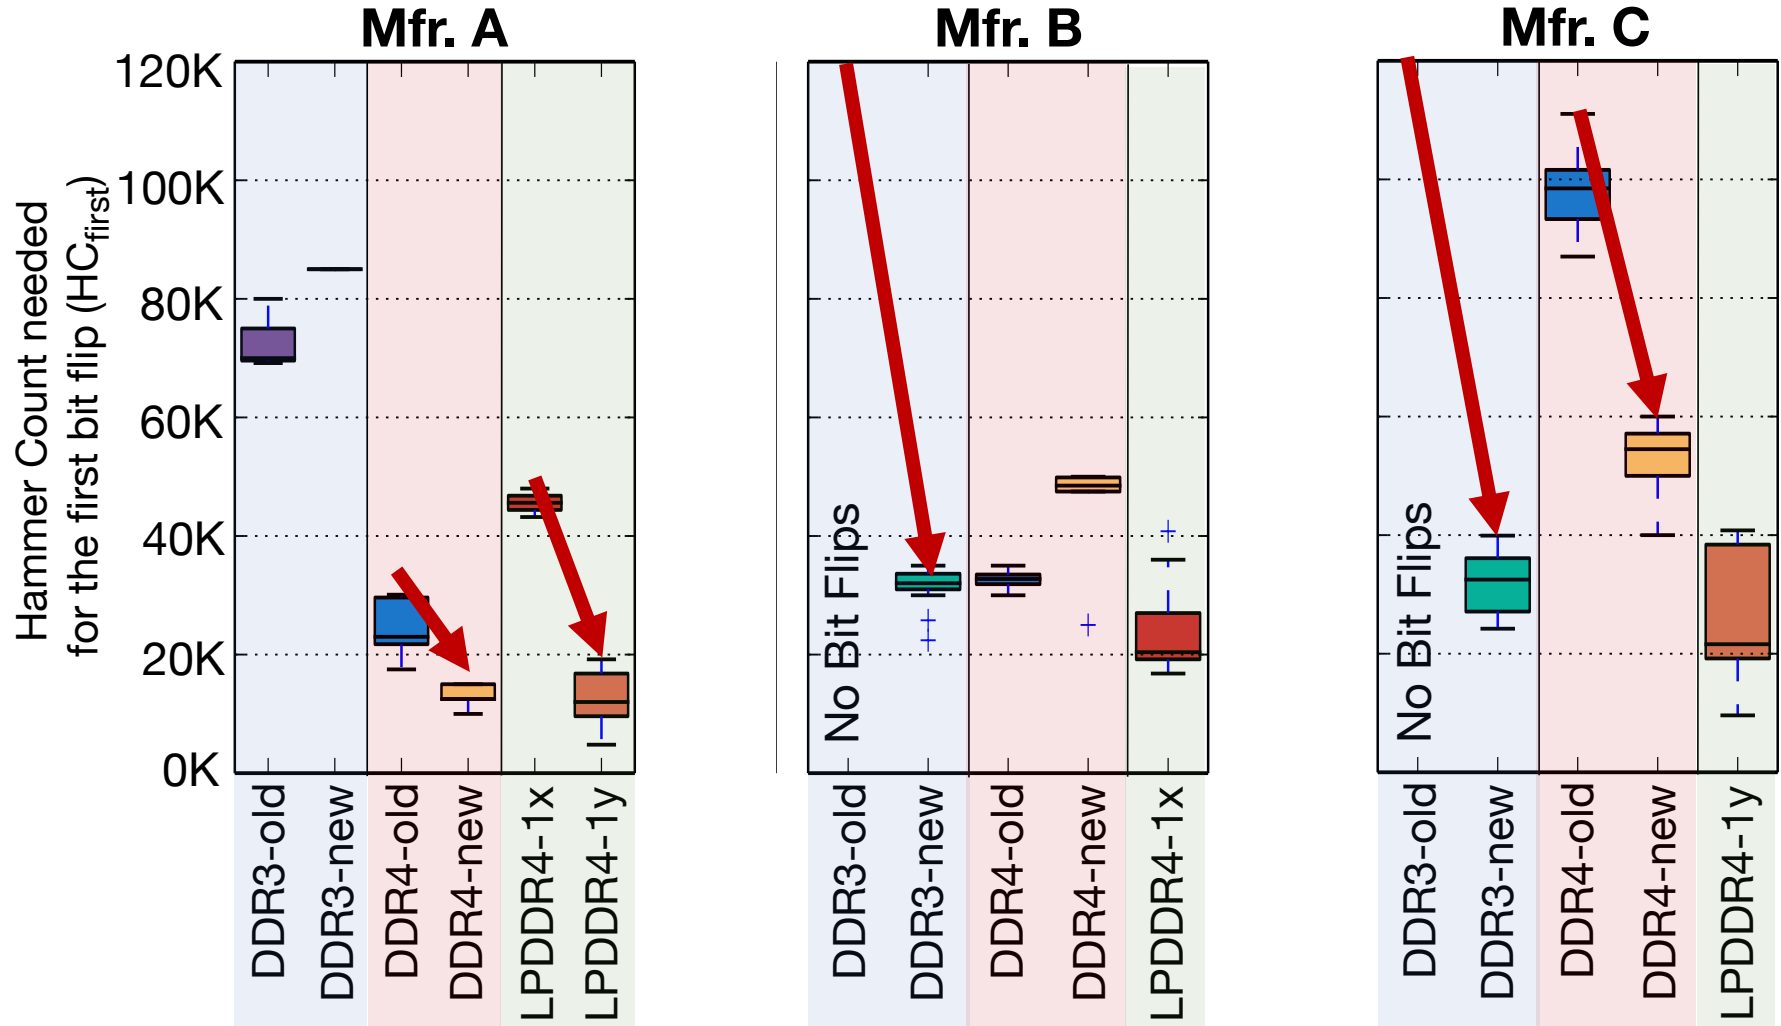 Mfr. A
Mfr. B
Mfr. C
Hammer Count needed
for the first bit flip (HCfirst)
120K
100K
80K
60K
40K
20K
0K
No Bit Flips
No Bit Flips
DDR3-old
DDR3-new
DDR4-old
DDR4-new
LPDDR4-1x
LPDDR4-1y
DDR3-old
DDR3-new
DDR4-old
DDR4-new
LPDDR4-1x
DDR3-old
DDR3-new
DDR4-old
DDR4-new
LPDDR4-1y